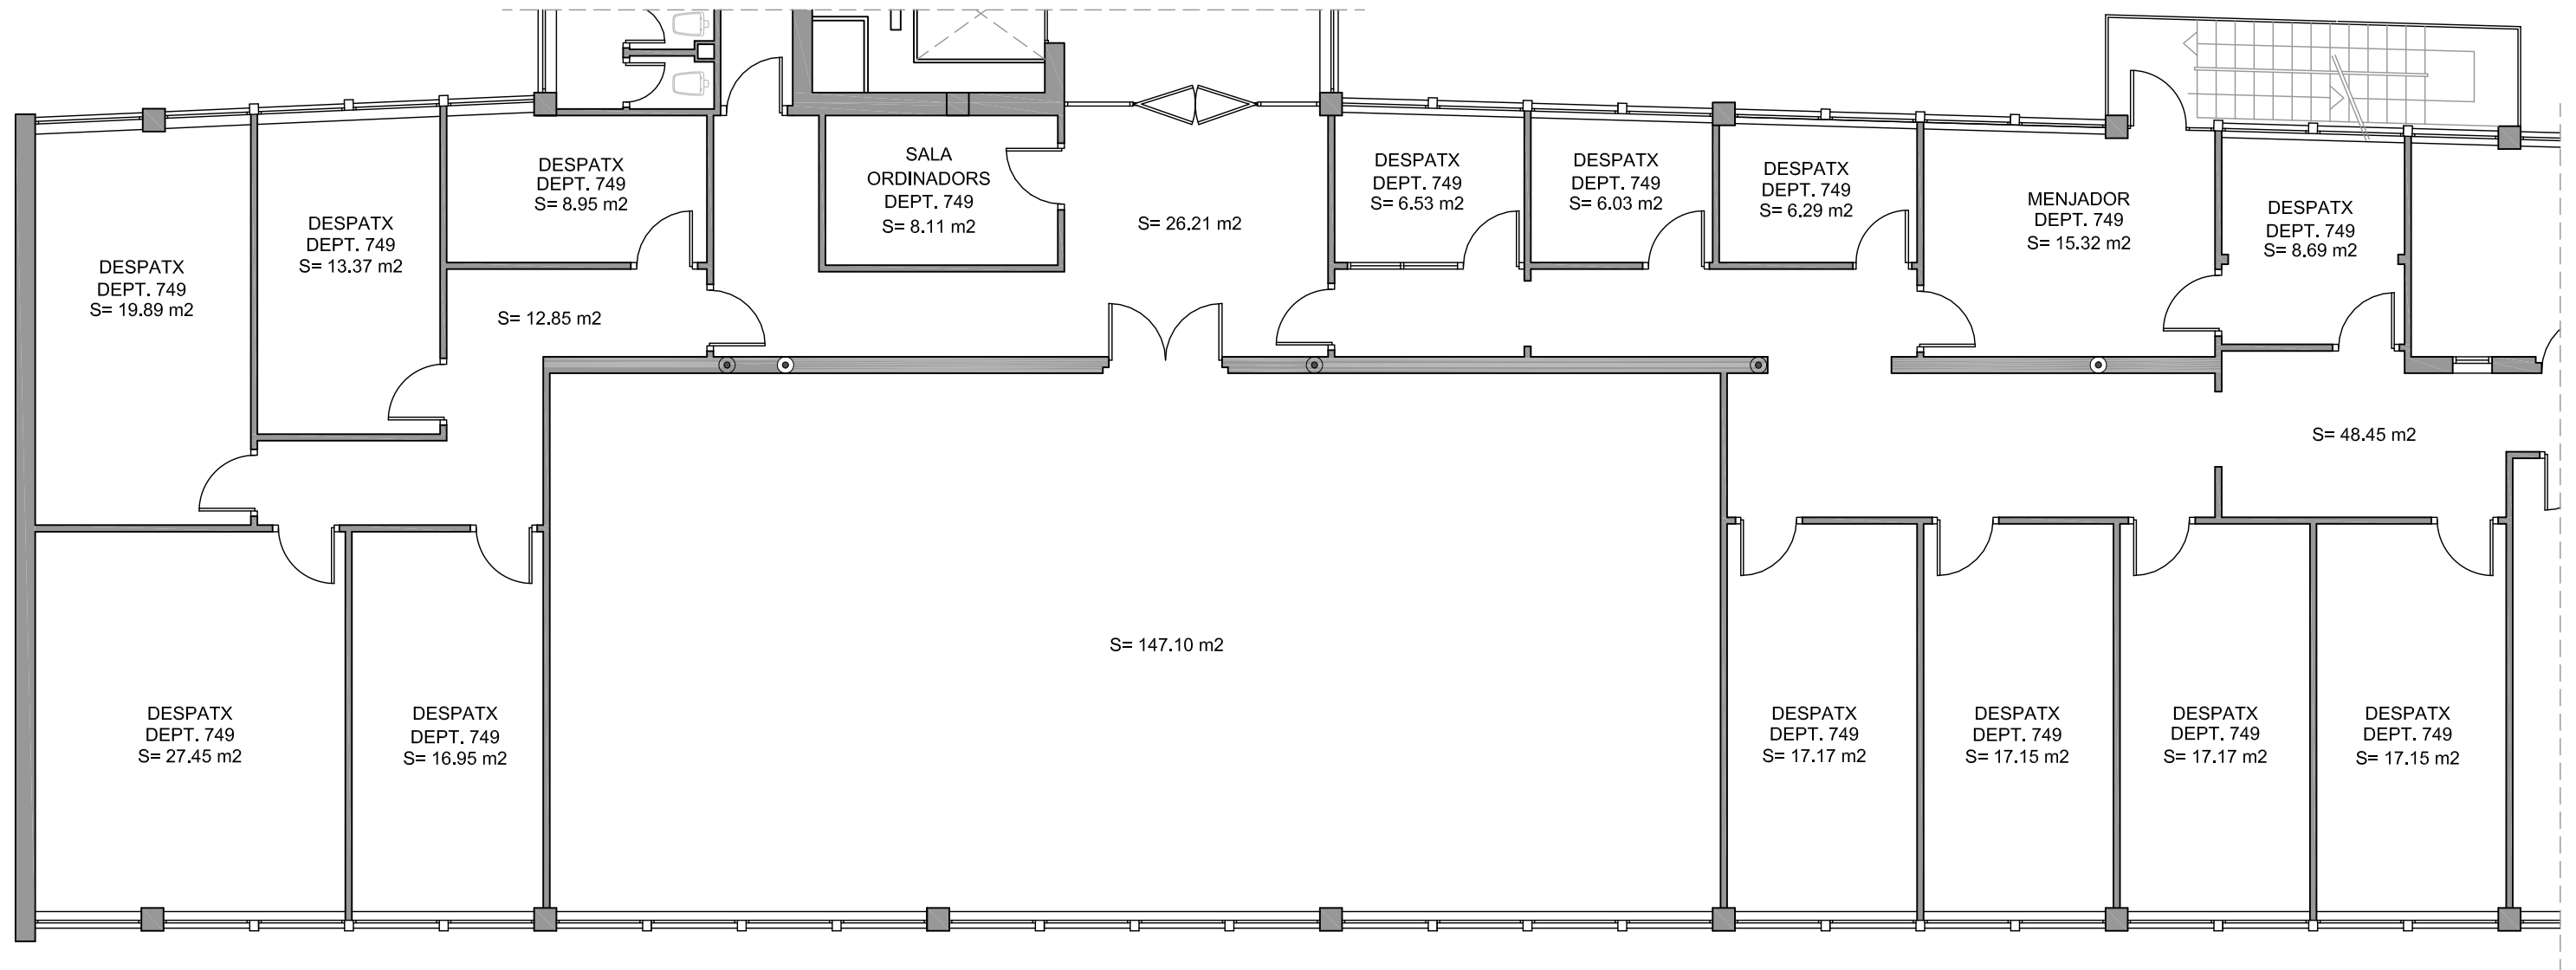 DESPATX
DEPT. 749
S= 19.89 m2
DESPATX
DEPT. 749
S= 13.37 m2
DESPATX
DEPT. 749
S= 8.95 m2
S= 12.85 m2
SALA
ORDINADORS
DEPT. 749
S= 8.11 m2
S= 26.21 m2
DESPATX
DEPT. 749
S= 6.53 m2
DESPATX
DEPT. 749
S= 6.03 m2
DESPATX
DEPT. 749
S= 6.29 m2
MENJADOR
DEPT. 749
S= 15.32 m2
DESPATX
DEPT. 749
S= 8.69 m2
S= 48.45 m2
DESPATX
DEPT. 749
S= 27.45 m2
DESPATX
DEPT. 749
S= 16.95 m2
S= 147.10 m2
DESPATX
DEPT. 749
S= 17.17 m2
DESPATX
DEPT. 749
S= 17.15 m2
DESPATX
DEPT. 749
S= 17.17 m2
DESPATX
DEPT. 749
S= 17.15 m2